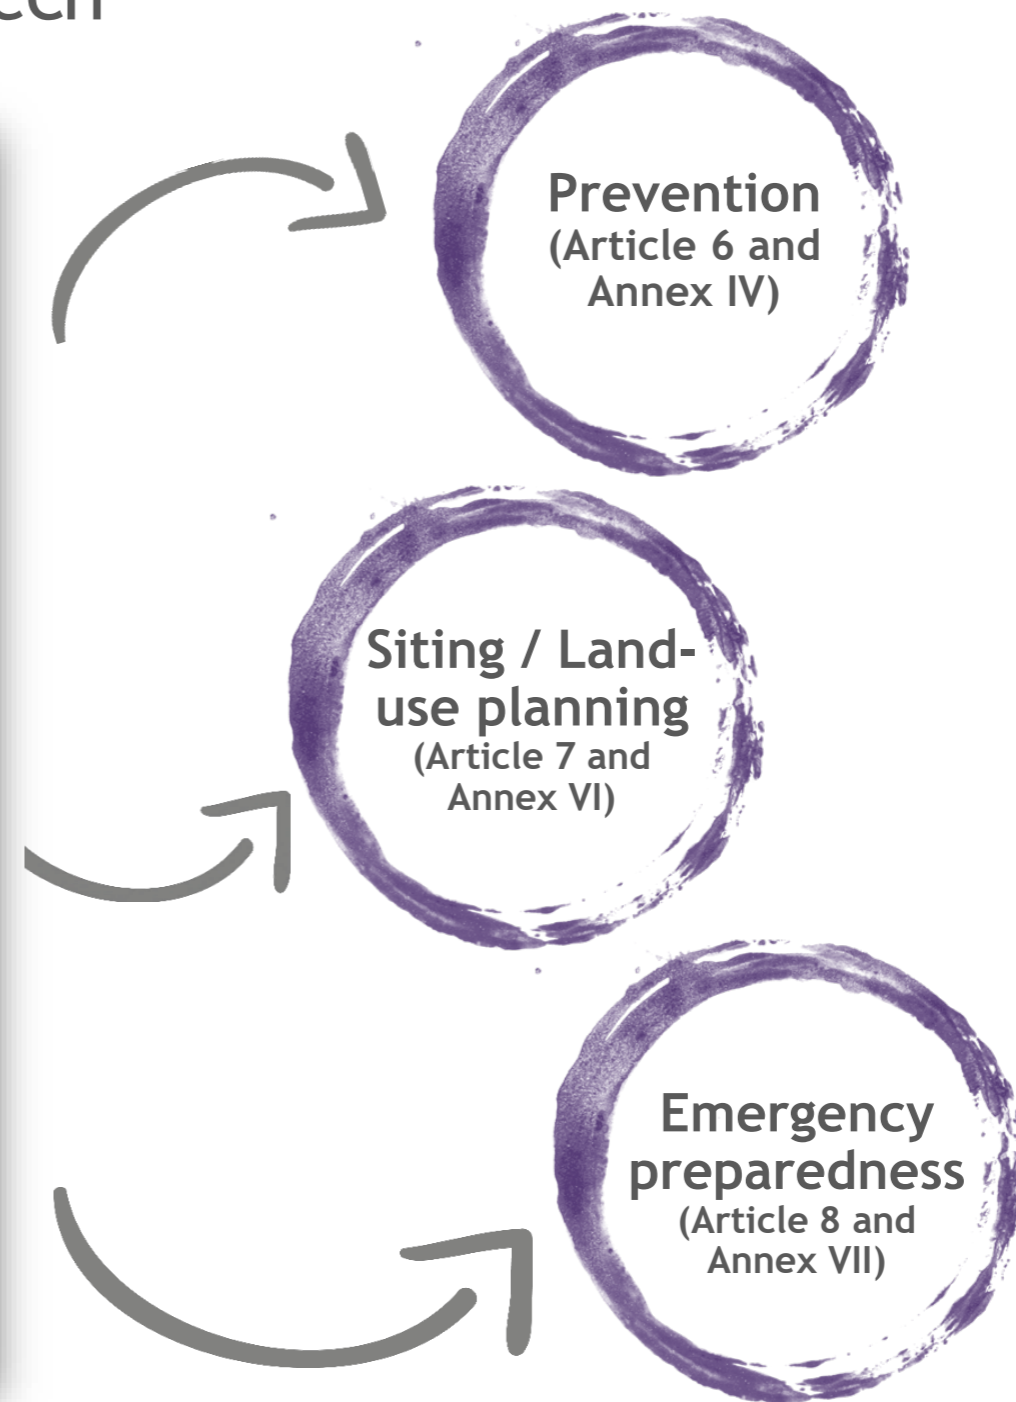 Prevention
(Article 6 and
Annex IV)
Siting / Land-
use planning
(Article 7 and
Annex VI)
Emergency
preparedness
(Article 8 and
Annex VII)